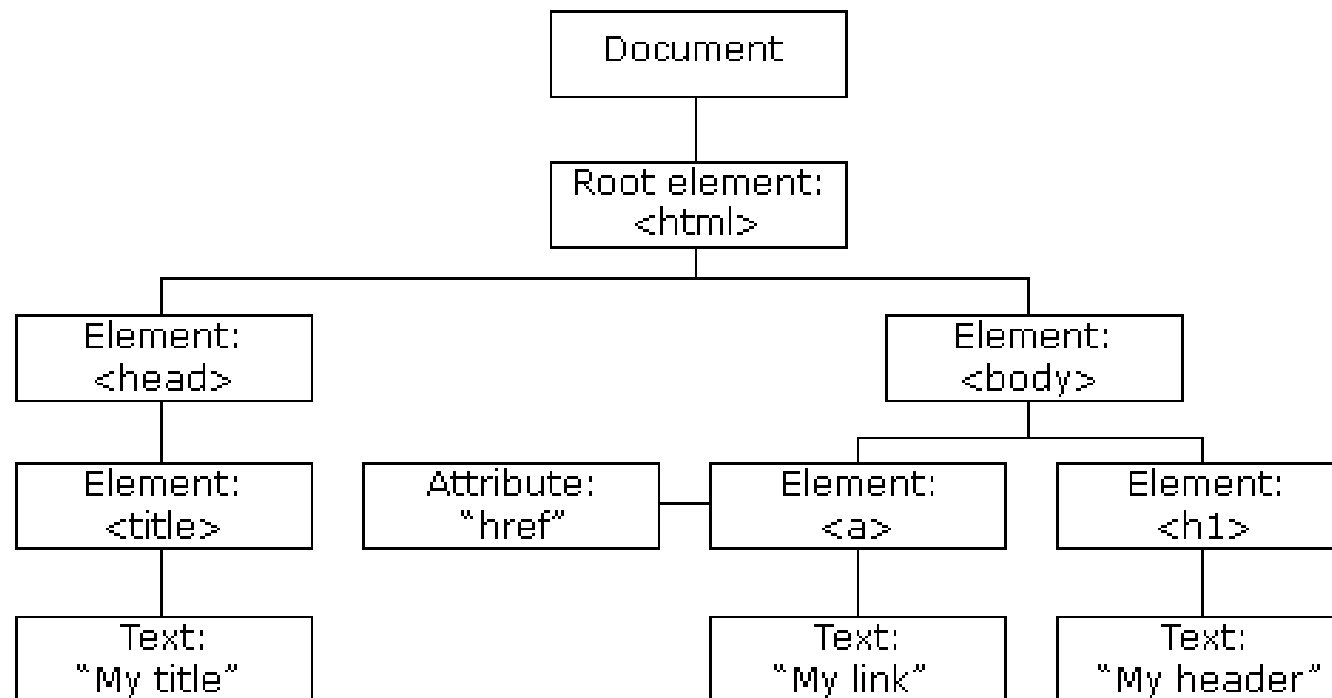 Document
Root element:
<html>
Element:
<head>
Element:
<body>
Element:
<title>
Attribute:
“href”
Element:
<a>
Element:
<h1>
Text:
“My title”
Text:
“My link”
Text:
“My header”